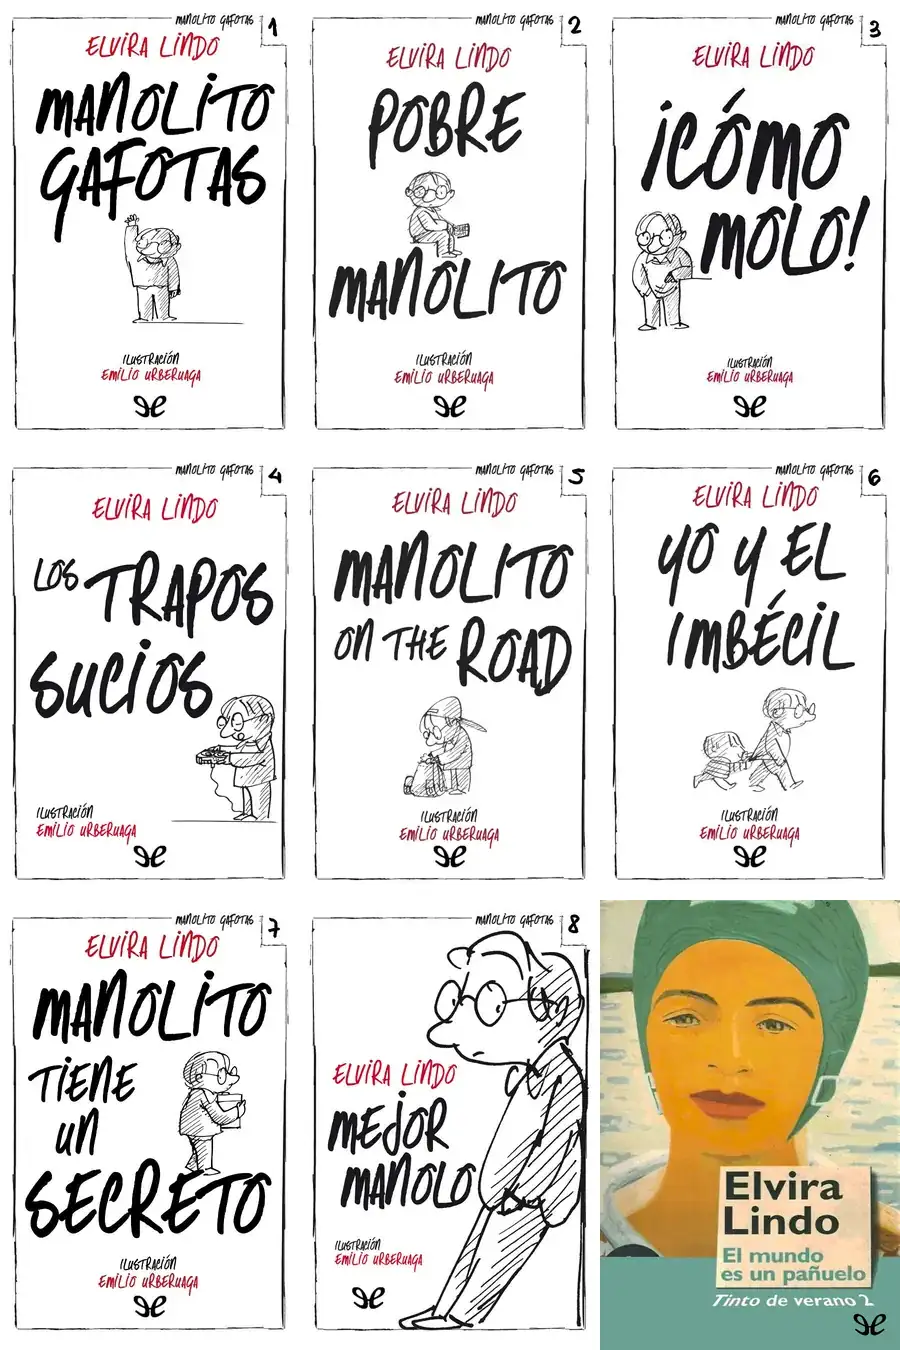 MANOLITO GAFOTAS 1
ELVIRA LINDO
MANOLITO
GAFOTAS
ILUSTRACIÓN
EMILIO URBERUAGA
MANOLITO GAFOTAS 2
ELVIRA LINDO
POBRE
MANOLITO
ILUSTRACIÓN
EMILIO URBERUAGA
MANOLITO GAFOTAS 3
ELVIRA LINDO
¡CÓMO
MOLO!
ILUSTRACIÓN
EMILIO URBERUAGA
MANOLITO GAFOTAS 4
ELVIRA LINDO
LOS TRAPOS
SUCIOS
ILUSTRACIÓN
EMILIO URBERUAGA
MANOLITO GAFOTAS 5
ELVIRA LINDO
MANOLITO
ON THE ROAD
ILUSTRACIÓN
EMILIO URBERUAGA
MANOLITO GAFOTAS 6
ELVIRA LINDO
YO Y EL
IMBÉCIL
ILUSTRACIÓN
EMILIO URBERUAGA
MANOLITO GAFOTAS 7
ELVIRA LINDO
MANOLITO
TIENE
UN
SECRETO
ILUSTRACIÓN
EMILIO URBERUAGA
MANOLITO GAFOTAS 8
ELVIRA LINDO
MEJOR
MANOLO
ILUSTRACIÓN
EMILIO URBERUAGA
Elvira
Lindo
El mundo
es un pañuelo
Tinto de verano 2